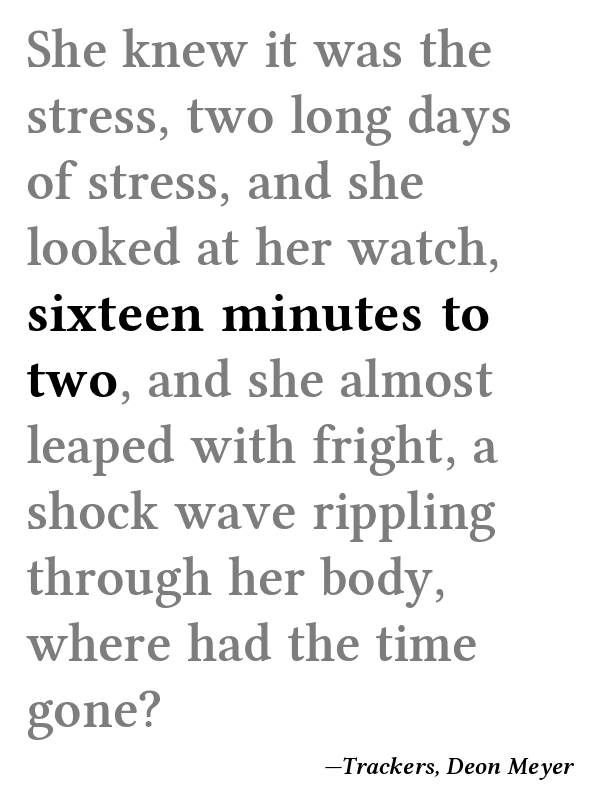 She knew it was the
stress, two long days
of stress, and she
looked at her watch,
sixteen minutes to
two, and she almost
leaped with fright, a
shock wave rippling
through her body,
where had the time
gone?
—Trackers, Deon Meyer